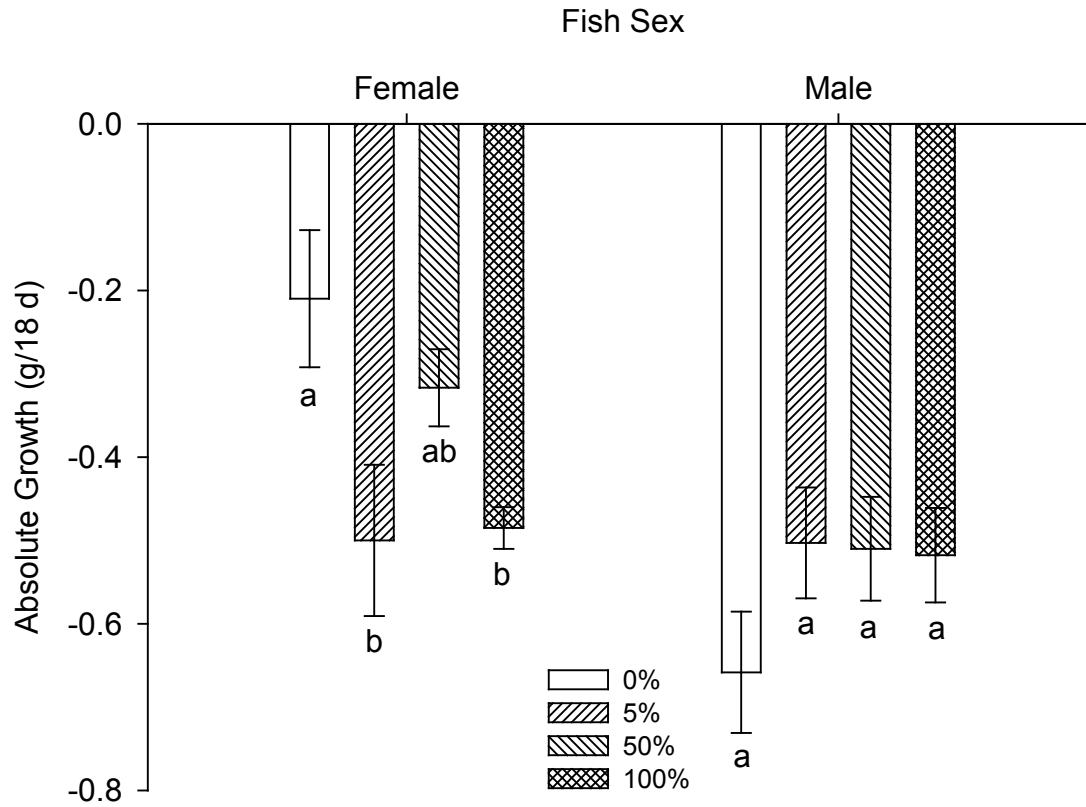 Fish Sex
Female Male
0.0
-0.2
-0.4
-0.6
-0.8
Absolute Growth (g/18 d)
a
b
ab
b
a
a
a
a
0%
5%
50%
100%